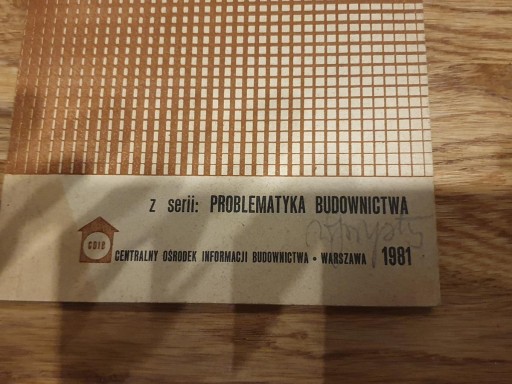 z serii: PROBLEMATYKA BUDOWNICTWA
COIB
CENTRALNY OŚRODEK INFORMACJI BUDOWNICTWA • WARSZAWA 1981